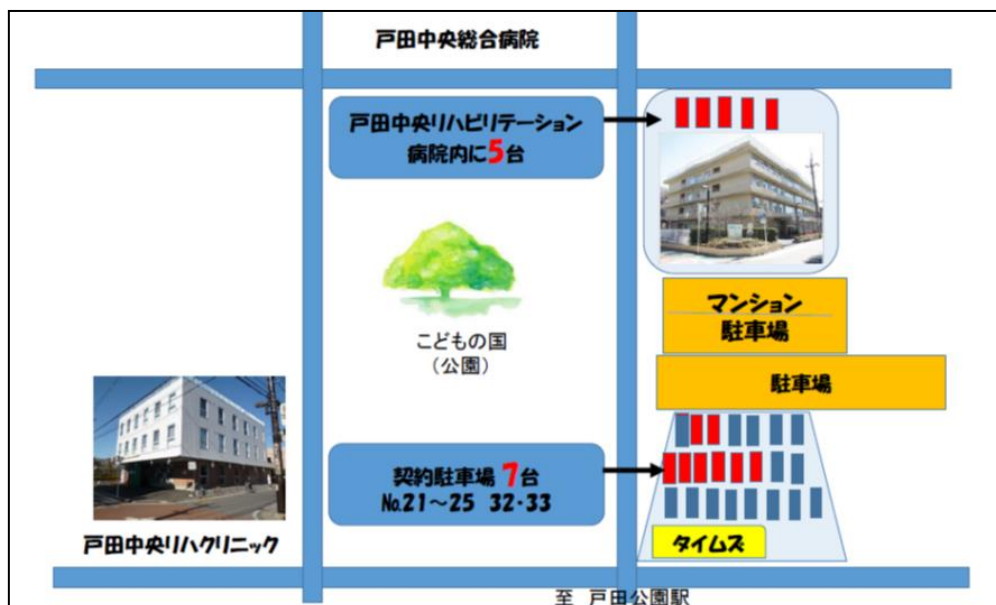 戸田中央総合病院
戸田中央リハビリテーション
病院内に5台
マンション
駐車場
こどもの国
（公園）
駐車場
契約駐車場 7台
No.21～25 32・33
戸田中央リハクリニック
タイムズ
至 戸田公園駅